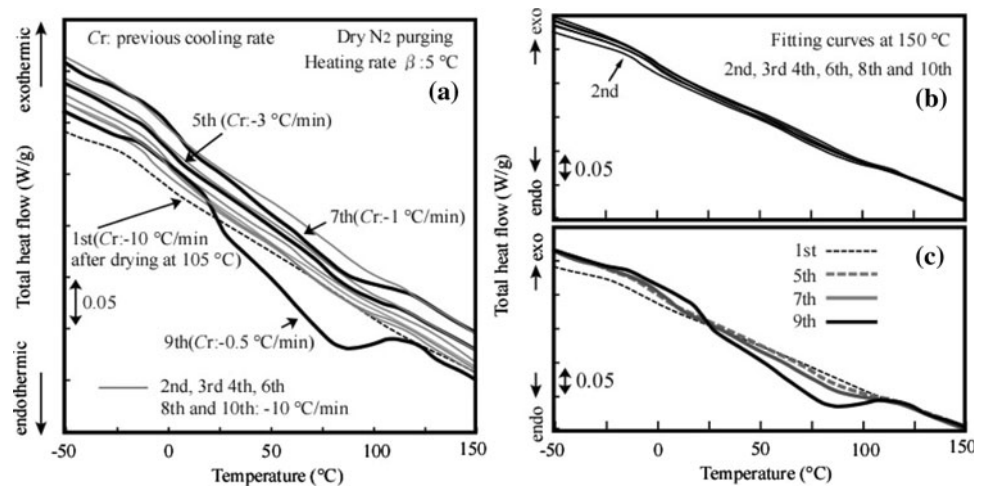 exothermic
Total heat flow (W/g)
endothermic
Cr: previous cooling rate
Dry N2 purging
Heating rate β :5 °C
(a)
5th (Cr:-3 °C/min)
7th(Cr:-1 °C/min)
1st(Cr:-10 °C/min
after drying at 105 °C)
0.05
9th(Cr:-0.5 °C/min)
2nd, 3rd 4th, 6th
8th and 10th: -10 °C/min
-50 0 50 100 150
Temperature (°C)
exo
endo
Total heat flow (W/g)
Fitting curves at 150 °C
2nd, 3rd 4th, 6th, 8th and 10th
2nd
(b)
0.05
exo
endo
1st
5th
7th
9th
(c)
0.05
-50 0 50 100 150
Temperature (°C)